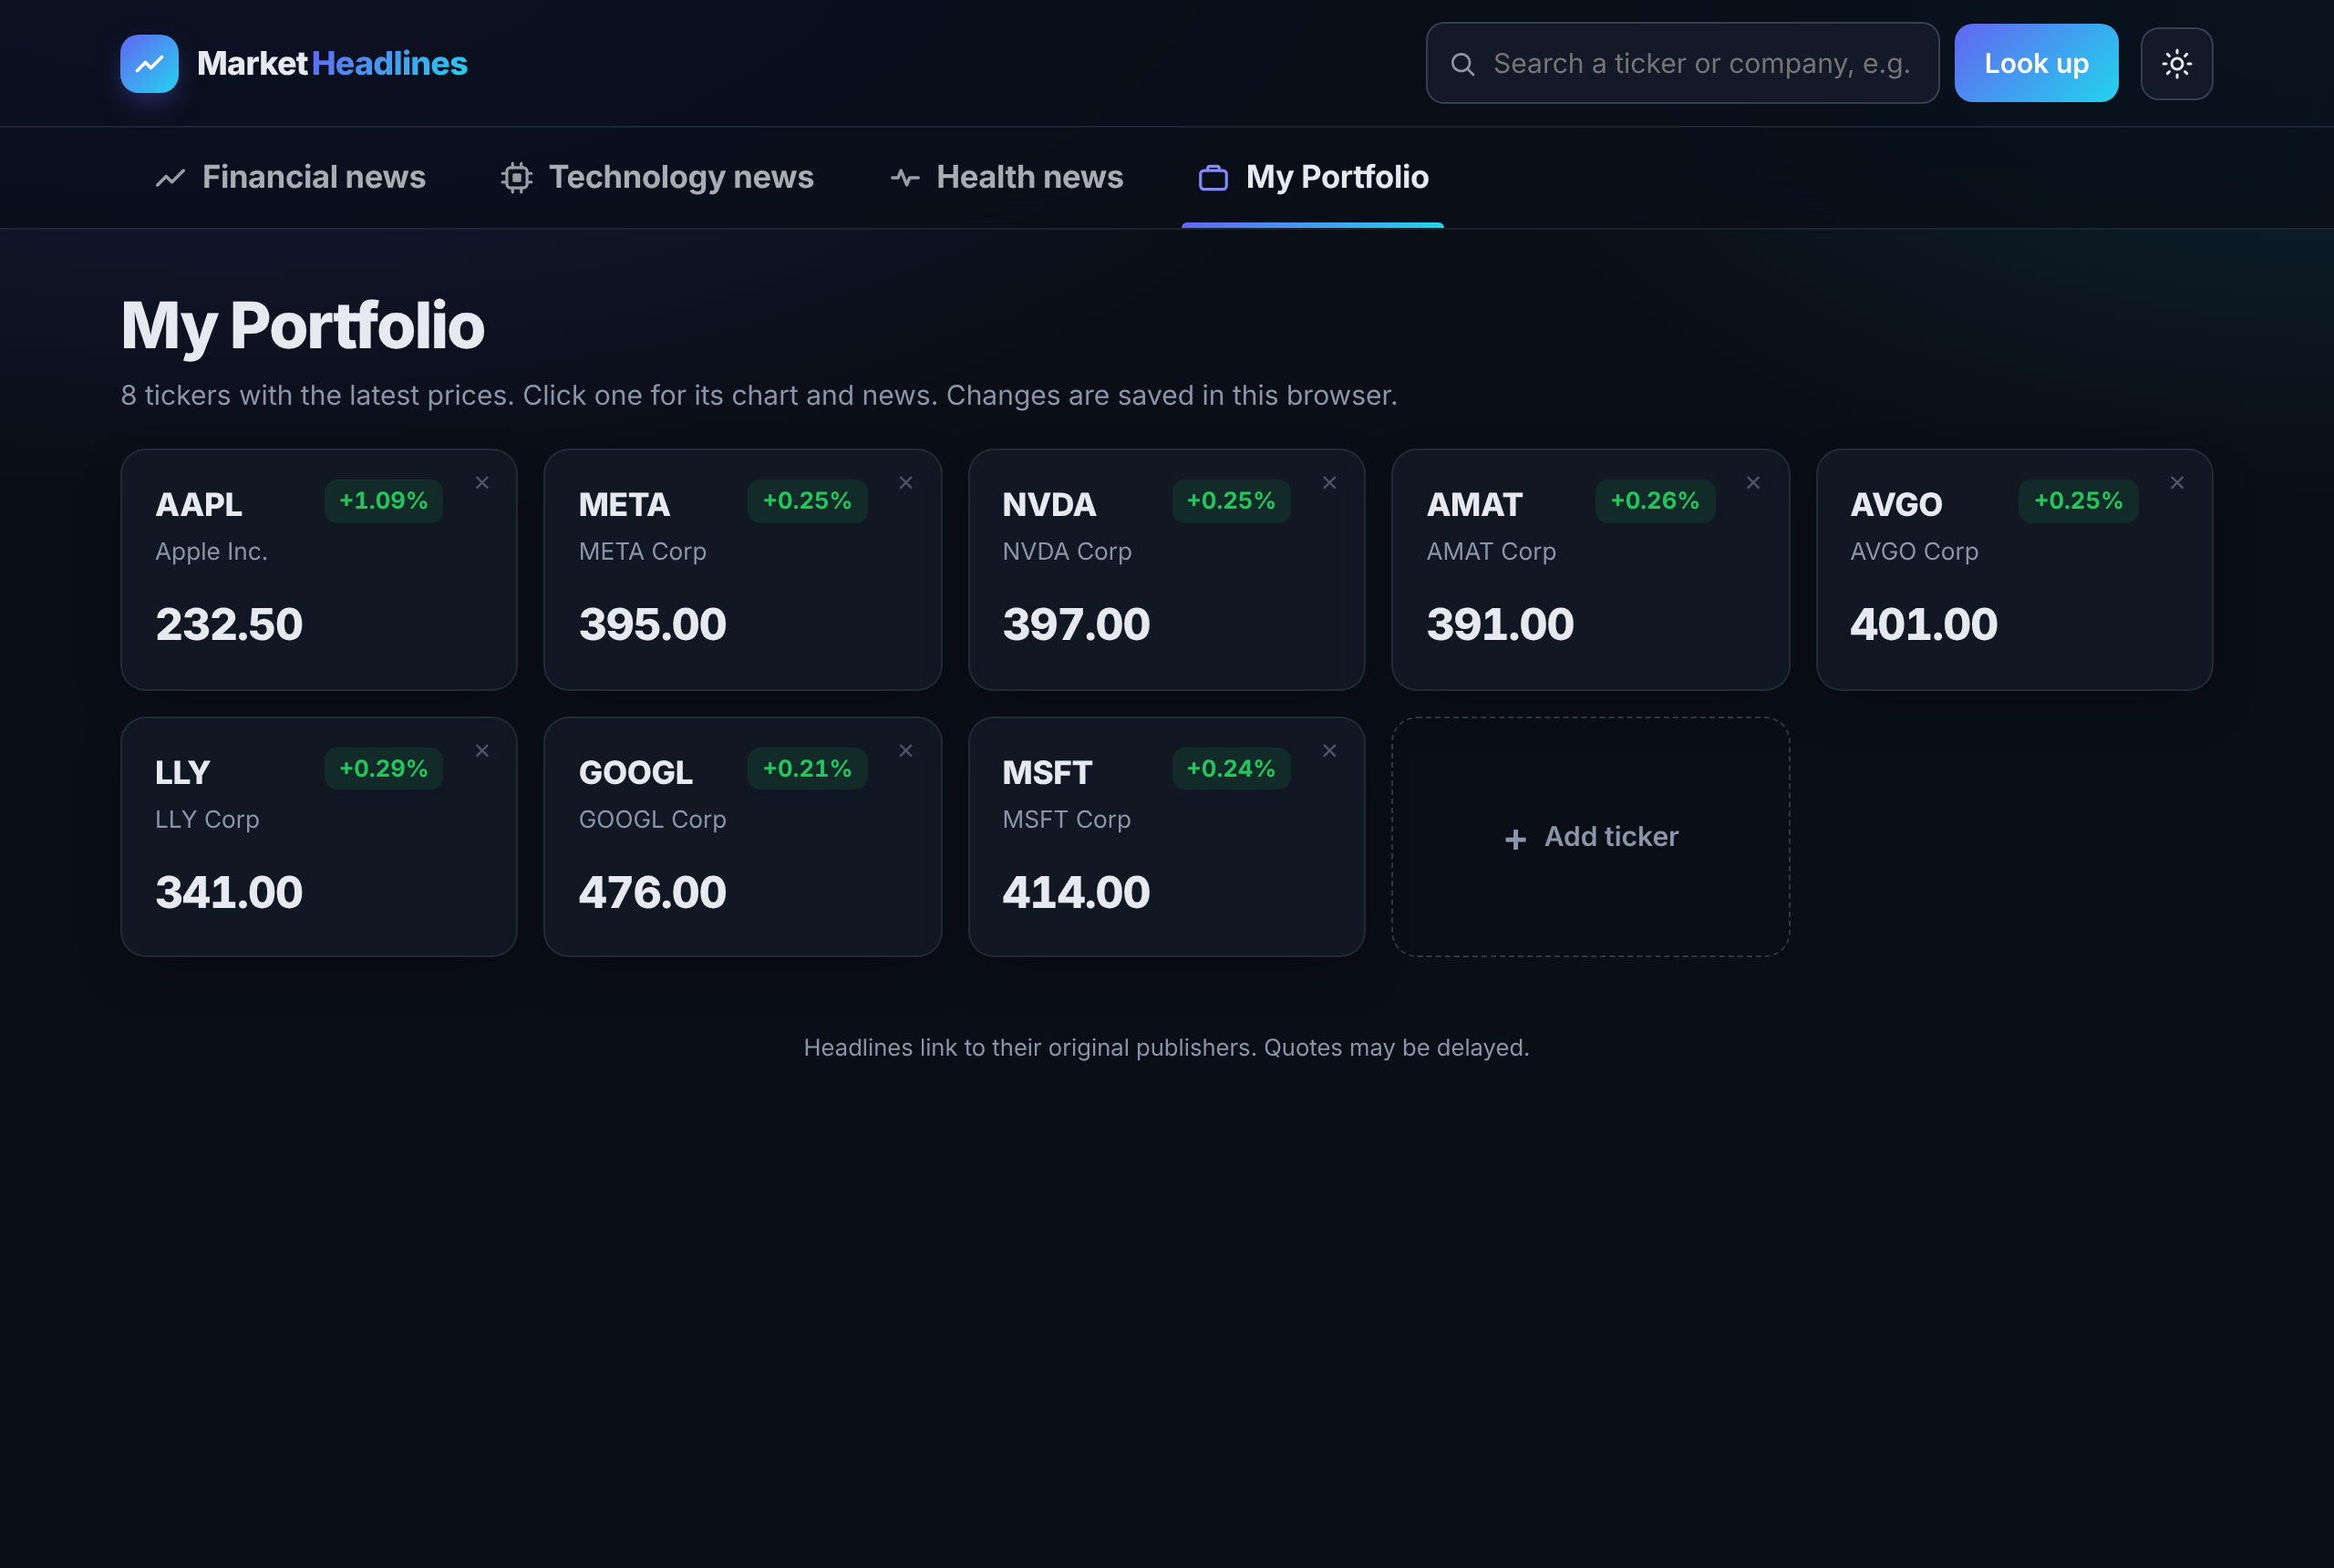 MarketHeadlines
Search a ticker or company, e.g.
Look up
Financial news
Technology news
Health news
My Portfolio
My Portfolio
8 tickers with the latest prices. Click one for its chart and news. Changes are saved in this browser.
AAPL +1.09% ×
Apple Inc.
232.50
META +0.25% ×
META Corp
395.00
NVDA +0.25% ×
NVDA Corp
397.00
AMAT +0.26% ×
AMAT Corp
391.00
AVGO +0.25% ×
AVGO Corp
401.00
LLY +0.29% ×
LLY Corp
341.00
GOOGL +0.21% ×
GOOGL Corp
476.00
MSFT +0.24% ×
MSFT Corp
414.00
+ Add ticker
Headlines link to their original publishers. Quotes may be delayed.